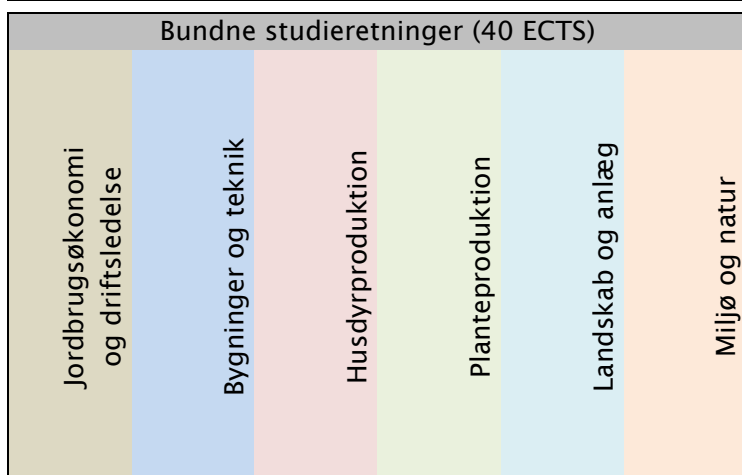 Bundne studieretninger (40 ECTS)
Jordbrugsøkonomi
og driftsledelse
Bygninger og teknik
Husdyrproduktion
Planteproduktion
Landskab og anlæg
Miljø og natur